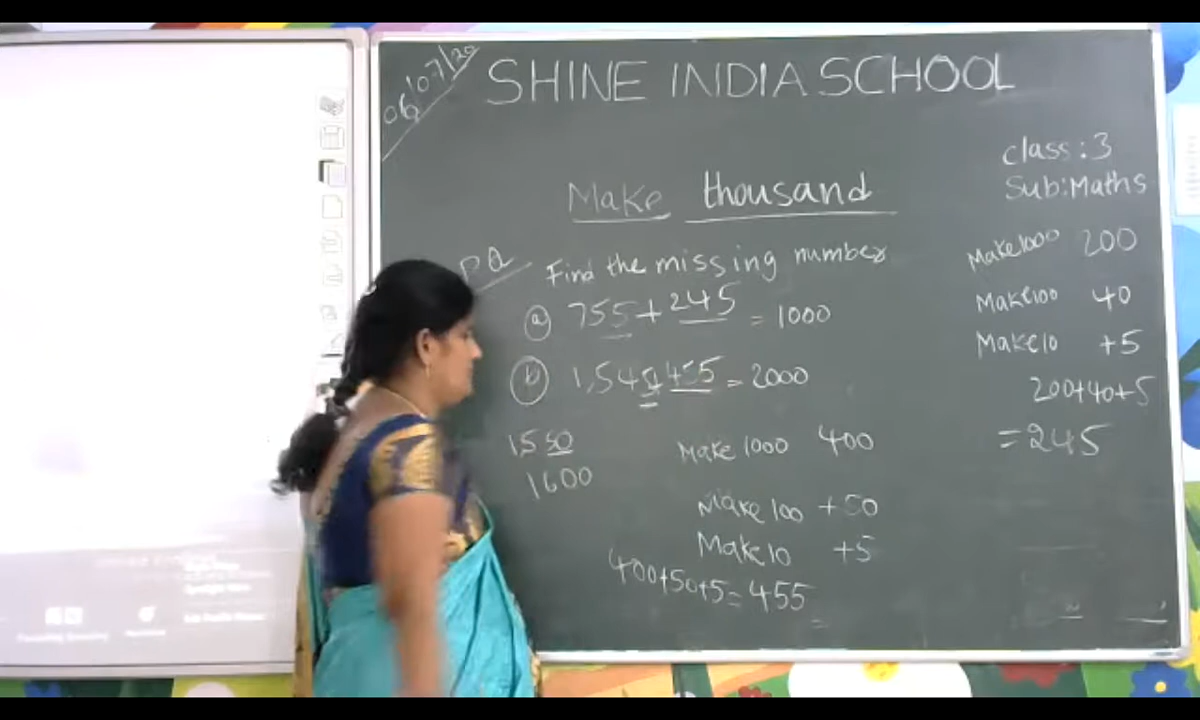 06/07/20
SHINE INDIA SCHOOL
class:3
Sub:Maths
Make thousand
PQ
Find the missing number
a 755+245 = 1000
b 1,545 455 = 2000
1550
1600
Make 1000 400
Make 100 +50
Make 10 +5
400+50+5=455
Make 1000 200
Make 100 40
Make 10 +5
200+40+5
=245